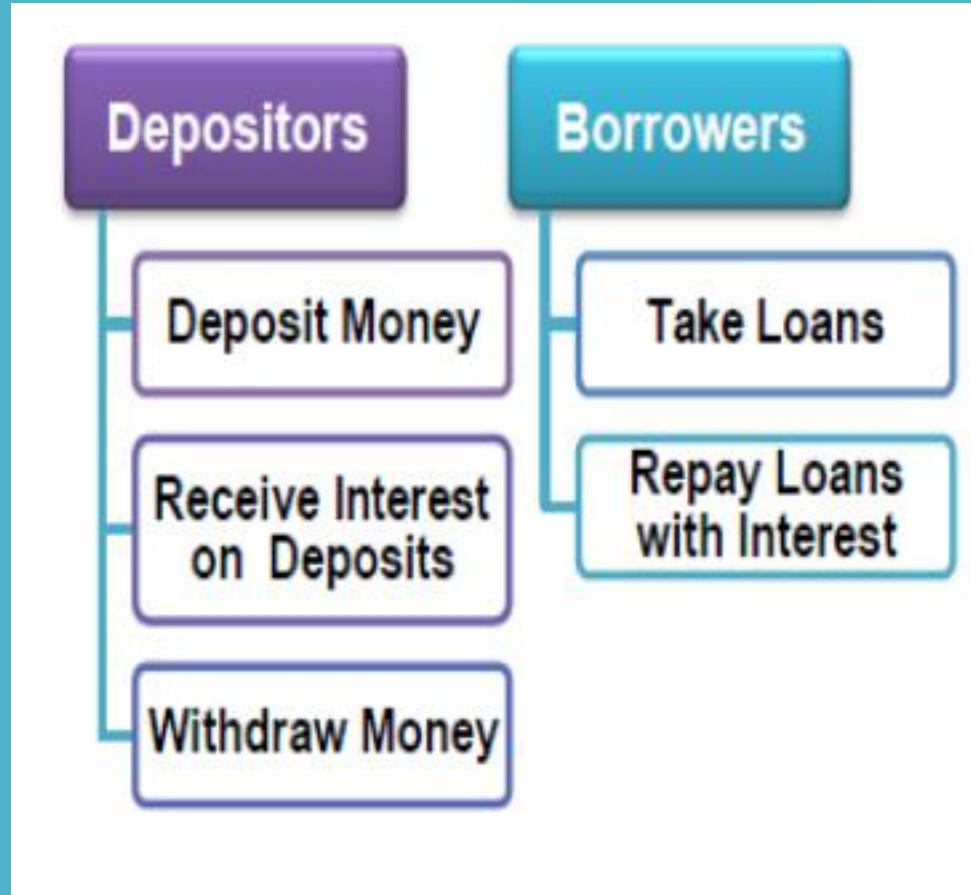 Depositors
Deposit Money
Receive Interest
on Deposits
Withdraw Money
Borrowers
Take Loans
Repay Loans
with Interest